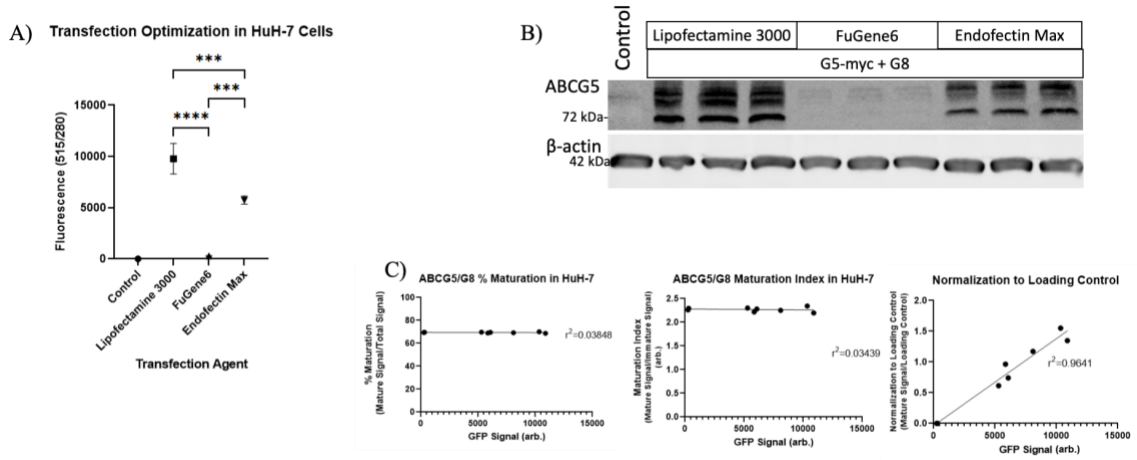 A)
Transfection Optimization in HuH-7 Cells
***
***
****
15000
10000
5000
0
Fluorescence (515/280)
Control
Lipofectamine 3000
FuGene6
Endofectin Max
Transfection Agent
B)
Control
Lipofectamine 3000
FuGene6
Endofectin Max
G5-myc + G8
ABCG5
72 kDa-
β-actin
42 kDa
C)
ABCG5/G8 % Maturation in HuH-7
% Maturation
(Mature Signal/Total Signal)
100
80
60
40
20
0
r²=0.03848
0
5000
10000
15000
GFP Signal (arb.)
ABCG5/G8 Maturation Index in HuH-7
Maturation Index
(Mature Signal/Immature Signal)
(arb.)
2.5
2.0
1.5
1.0
0.5
0.0
r²=0.03439
0
5000
10000
15000
GFP Signal (arb.)
Normalization to Loading Control
Normalization to Loading Control
(Mature Signal/Loading Control)
2.0
1.5
1.0
0.5
0.0
r²=0.9641
0
5000
10000
15000
GFP Signal (arb.)